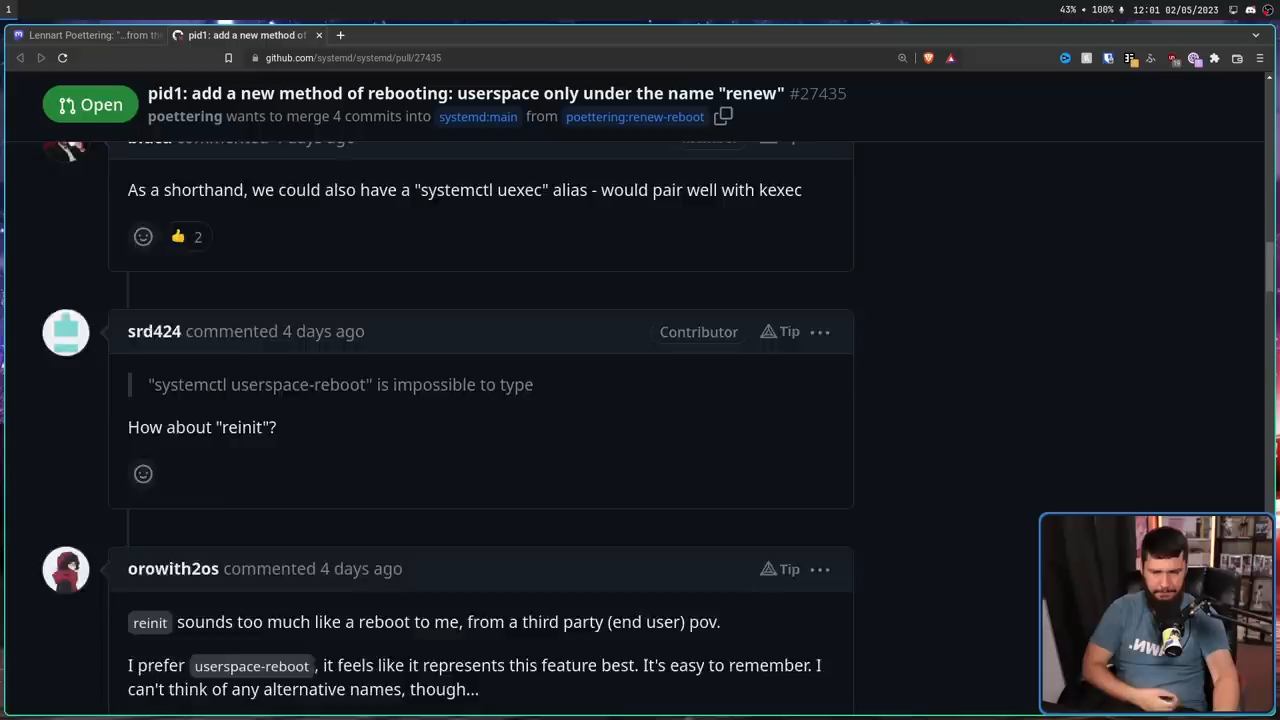 1
43%
100%
12:01 02/05/2023
Lennart Poettering: "...from th
pid1: add a new method of
github.com/systemd/systemd/pull/27435
Open
pid1: add a new method of rebooting: userspace only under the name "renew" #27435
poettering wants to merge 4 commits into systemd:main from poettering:renew-reboot
commented 4 days ago
As a shorthand, we could also have a "systemctl uexec" alias - would pair well with kexec
👍 2
srd424 commented 4 days ago
Contributor
Tip
"systemctl userspace-reboot" is impossible to type
How about "reinit"?
orowith2os commented 4 days ago
Tip
reinit sounds too much like a reboot to me, from a third party (end user) pov.
I prefer userspace-reboot, it feels like it represents this feature best. It's easy to remember. I
can't think of any alternative names, though...